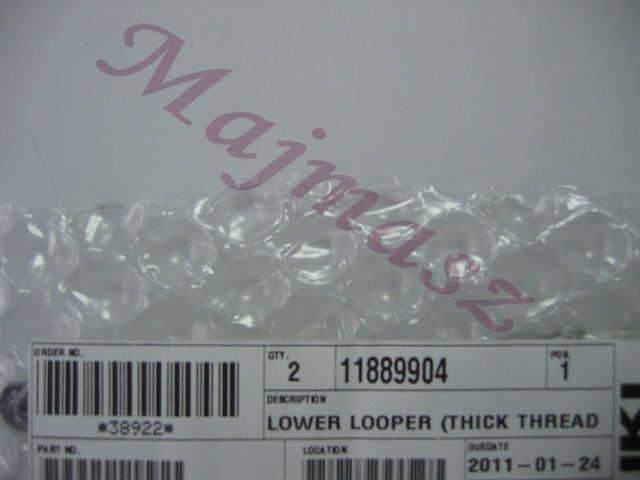 Majmasz
ORDER NO.
*38922*
QTY.
2
11889904
POS.
1
DESCRIPTION
LOWER LOOPER (THICK THREAD
PART NO.
LOCATION
DUEDATE
2011-01-24